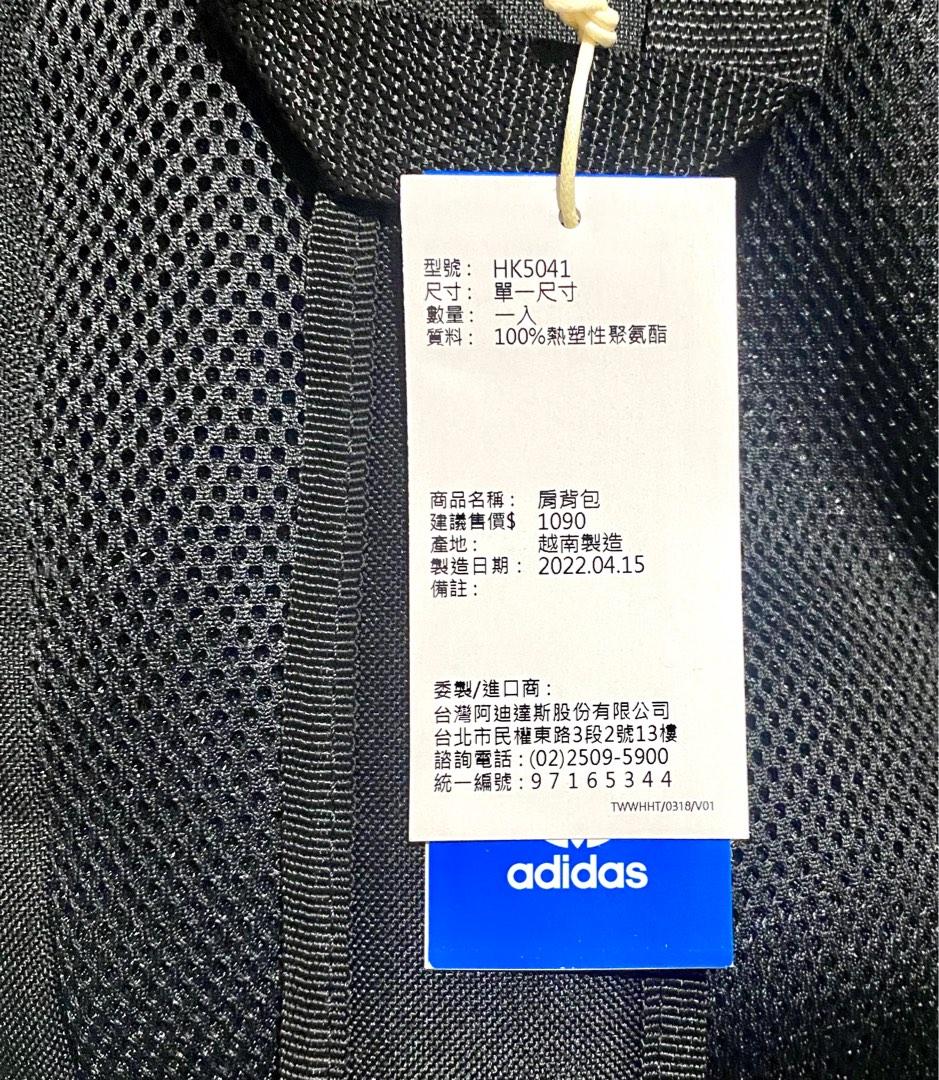 型號： HK5041
尺寸： 單一尺寸
數量： 一入
質料： 100%熱塑性聚氨酯
商品名稱： 肩背包
建議售價$ 1090
產地： 越南製造
製造日期： 2022.04.15
備註：
委製/進口商：
台灣阿迪達斯股份有限公司
台北市民權東路3段2號13樓
諮詢電話：(02)2509-5900
統一編號：97165344
TWWHHT/0318/V01
adidas